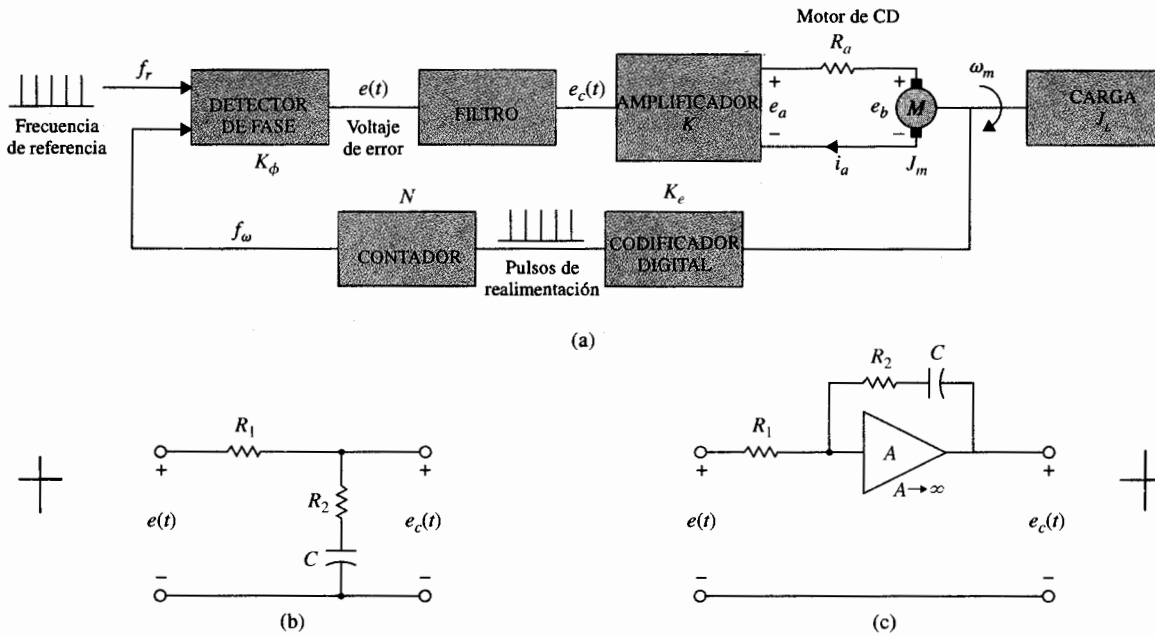 Motor de CD
f_r
DETECTOR
DE FASE
K_ϕ
e(t)
Voltaje
de error
FILTRO
e_c(t)
AMPLIFICADOR
K
+
e_a
−
R_a
+
e_b
−
M
i_a
J_m
ω_m
CARGA
J_L
Frecuencia
de referencia
f_ω
N
CONTADOR
Pulsos de
realimentación
K_e
CODIFICADOR
DIGITAL
(a)
R_1
+
+
R_2
e(t)
e_c(t)
C
−
−
(b)
R_2
C
R_1
A
A→∞
+
+
e(t)
e_c(t)
−
−
(c)